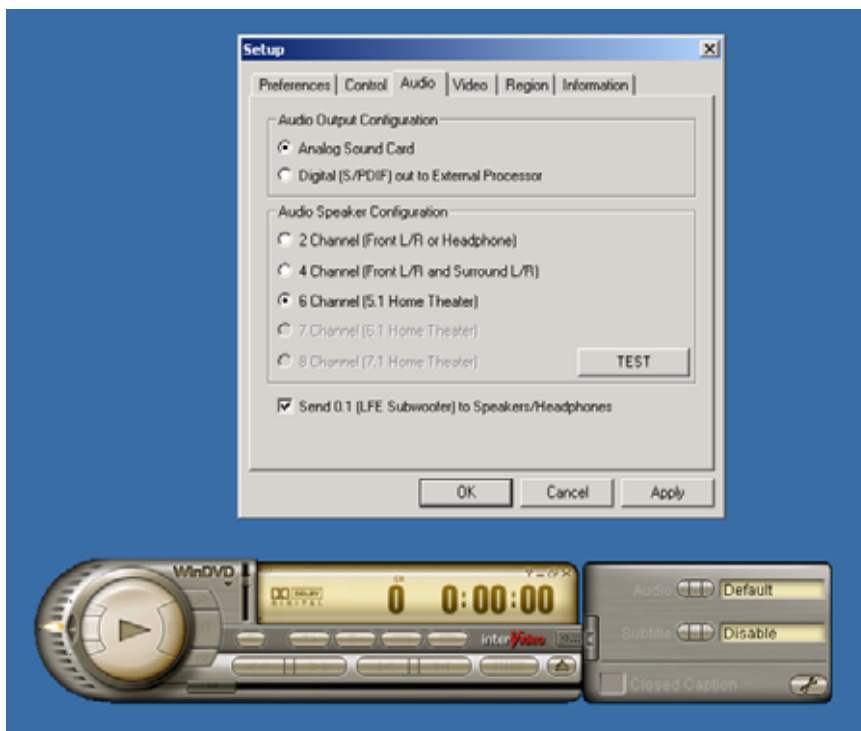 Setup
Preferences Control Audio Video Region Information
Audio Output Configuration
Analog Sound Card
Digital (S/PDIF) out to External Processor
Audio Speaker Configuration
2 Channel (Front L/R or Headphone)
4 Channel (Front L/R and Surround L/R)
6 Channel (5.1 Home Theater)
7 Channel (6.1 Home Theater)
8 Channel (7.1 Home Theater)
TEST
Send 0.1 (LFE Subwoofer) to Speakers/Headphones
OK Cancel Apply
WinDVD
DOLBY
DIGITAL
CH
0 0:00:00
interVideo
Audio Default
Subtitle Disable
Closed Caption